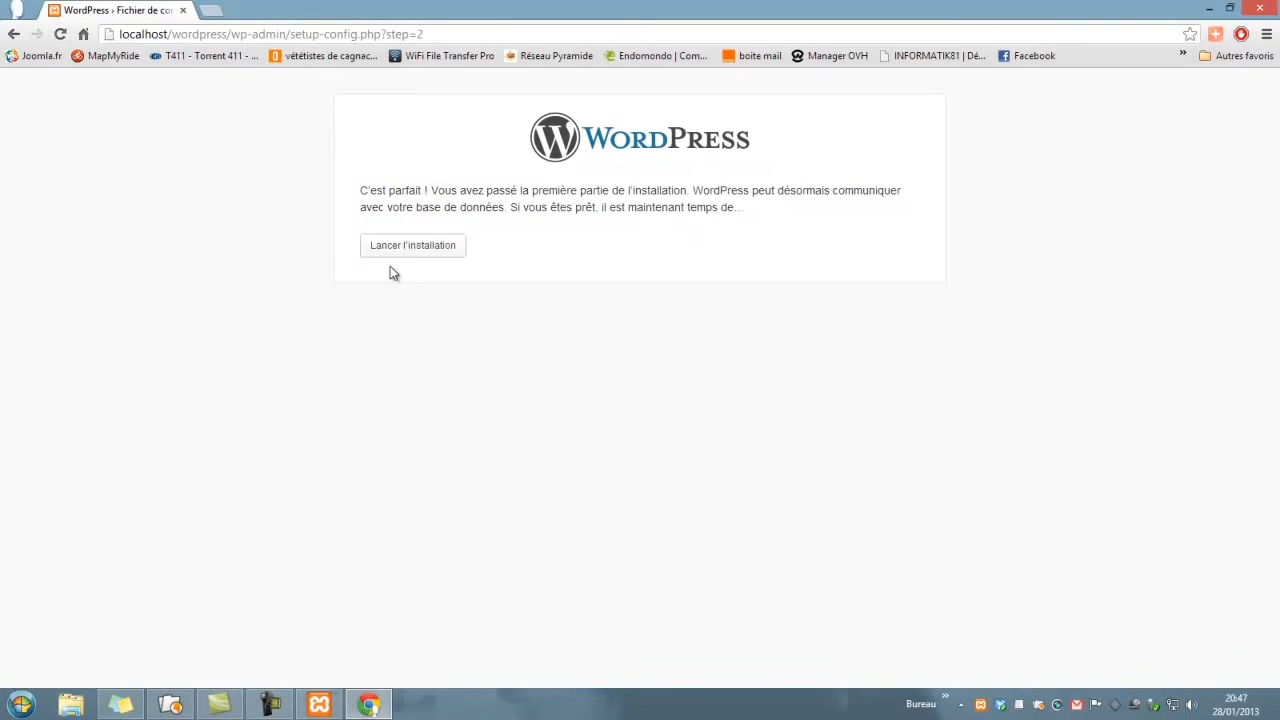 WordPress › Fichier de co
localhost/wordpress/wp-admin/setup-config.php?step=2
Joomla.fr MapMyRide T411 - Torrent 411 - ... vététistes de cagnac... WiFi File Transfer Pro Réseau Pyramide Endomondo | Com... boite mail Manager OVH INFORMATIK81 | Dé... Facebook » Autres favoris
WORDPRESS
C'est parfait ! Vous avez passé la première partie de l'installation. WordPress peut désormais communiquer
avec votre base de données. Si vous êtes prêt, il est maintenant temps de…
Lancer l'installation
Bureau »
20:47
28/01/2013